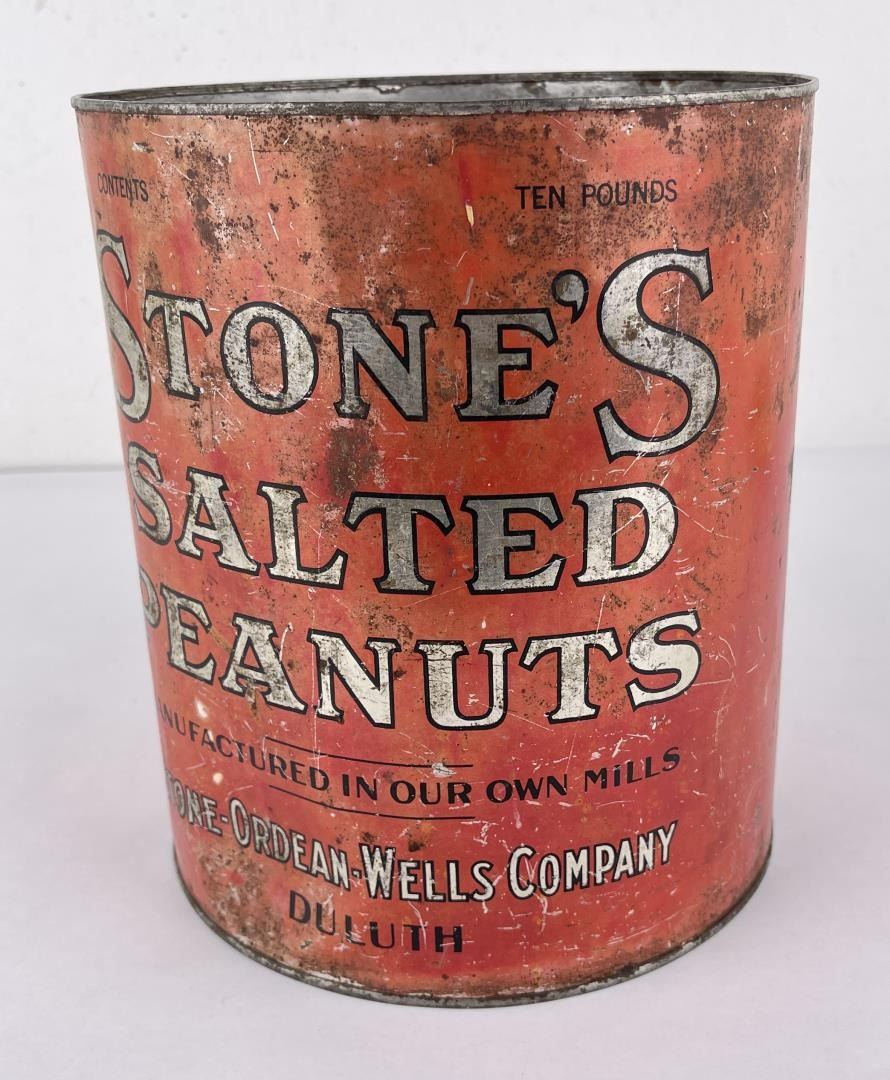 CONTENTS TEN POUNDS
STONE'S
SALTED
PEANUTS
MANUFACTURED IN OUR OWN MILLS
STONE-ORDEAN-WELLS COMPANY
DULUTH